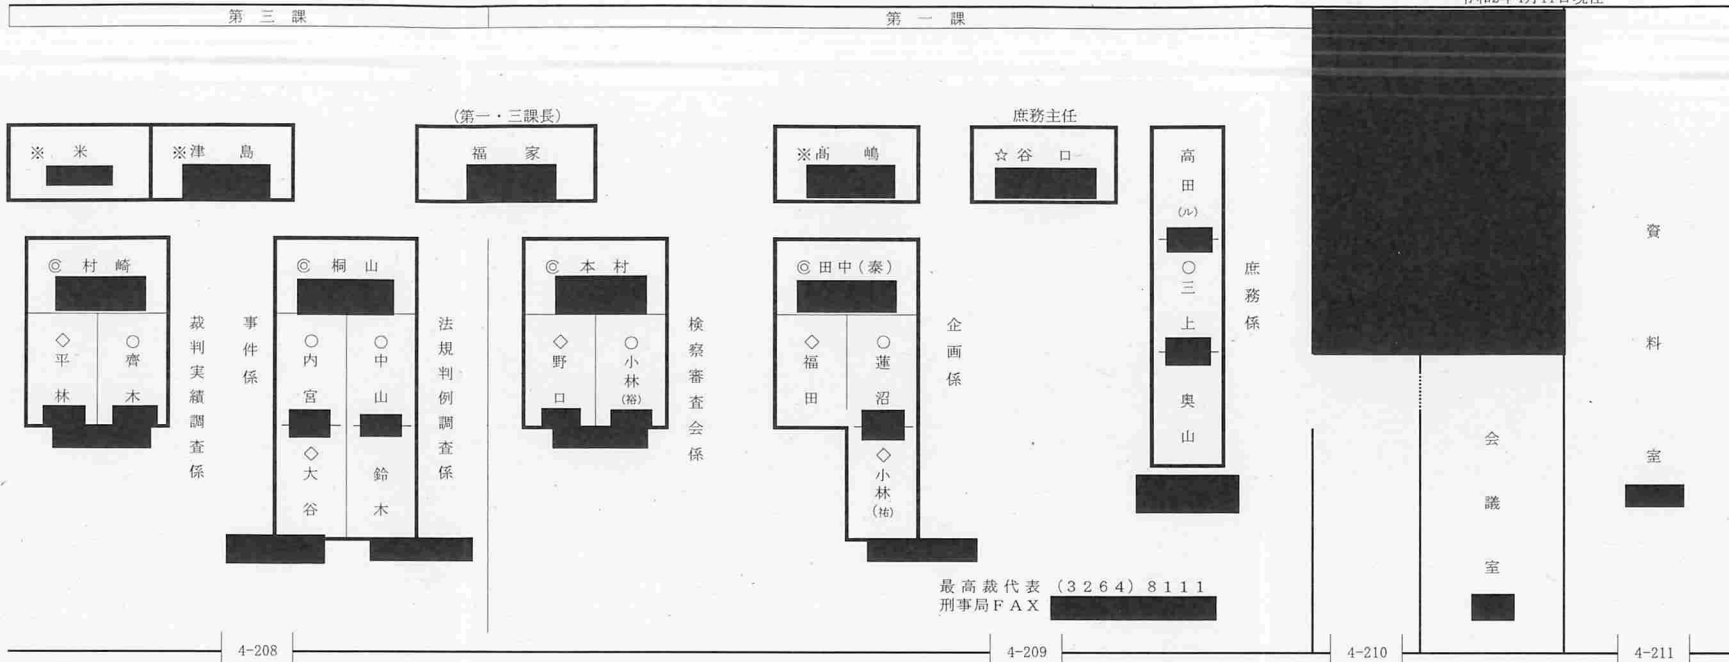 第三課
第一課
(第一・三課長)
庶務主任
※ 米
※津島
福家
※髙嶋
☆谷口
高田(ル)
○三上
奥山
庶務係
◎村崎
◇平林
○齊木
裁判実績調査係
事件係
◎桐山
○内宮
○中山
◇大谷
鈴木
法規判例調査係
◎本村
◇野口
○小林(裕)
検察審査会係
◎田中(泰)
◇福田
○蓮沼
◇小林(祐)
企画係
会議室
資料室
最高裁代表 (3264) 8111
刑事局FAX
4-208
4-209
4-210
4-211